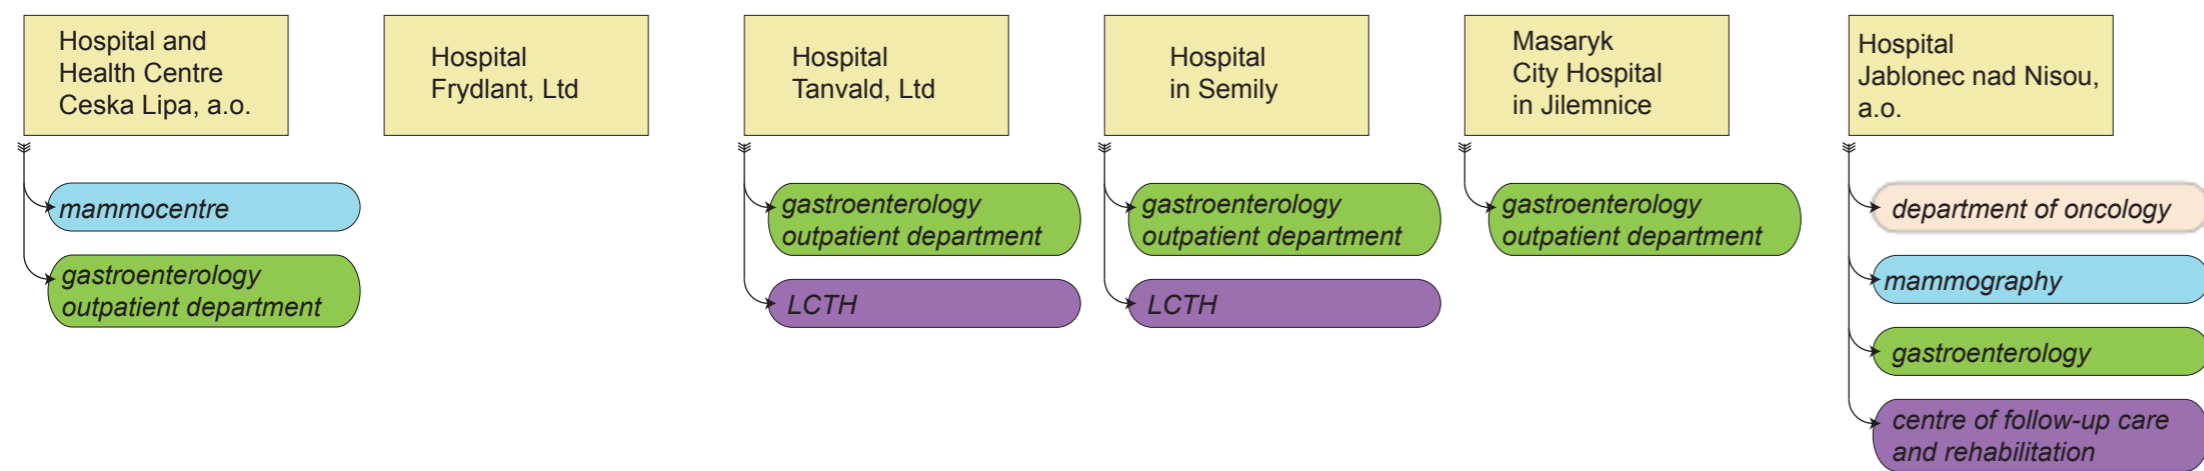 Hospital and
Health Centre
Ceska Lipa, a.o.
mammocentre
gastroenterology
outpatient department
Hospital
Frydlant, Ltd
Hospital
Tanvald, Ltd
gastroenterology
outpatient department
LCTH
Hospital
in Semily
gastroenterology
outpatient department
LCTH
Masaryk
City Hospital
in Jilemnice
gastroenterology
outpatient department
Hospital
Jablonec nad Nisou,
a.o.
department of oncology
mammography
gastroenterology
centre of follow-up care
and rehabilitation